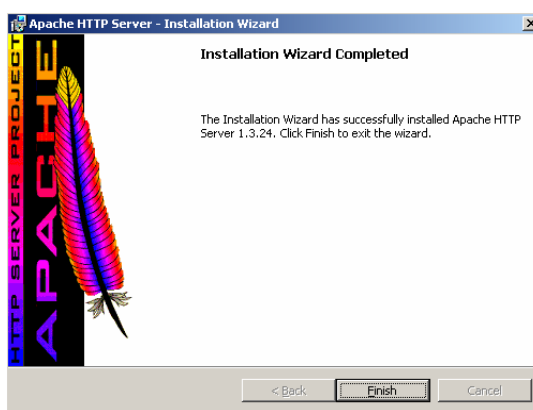 Apache HTTP Server - Installation Wizard
HTTP SERVER PROJECT
APACHE
Installation Wizard Completed
The Installation Wizard has successfully installed Apache HTTP
Server 1.3.24. Click Finish to exit the wizard.
< Back
Finish
Cancel